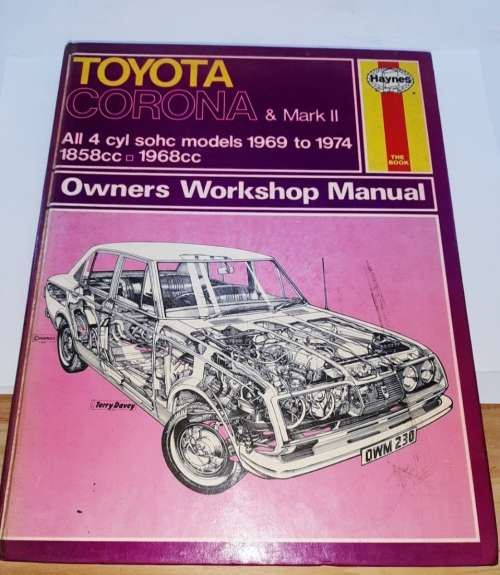 TOYOTA
CORONA & Mark II
All 4 cyl sohc models 1969 to 1974
1858cc □ 1968cc
Haynes
THE
BOOK
Owners Workshop Manual
Terry Davey
QWM 230